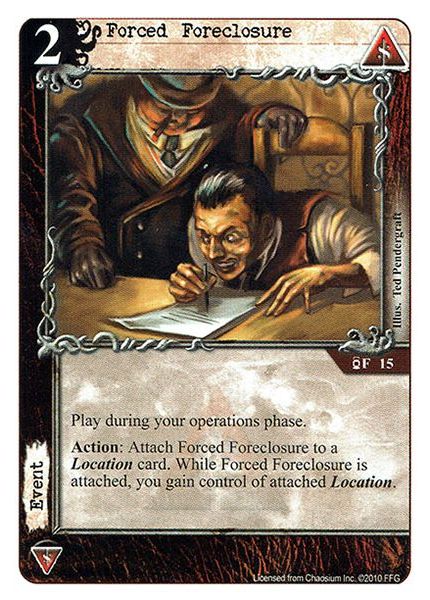 2
Forced Foreclosure
Illus. Ted Pendergraft
F 15
Play during your operations phase.
Action: Attach Forced Foreclosure to a
Location card. While Forced Foreclosure is
attached, you gain control of attached Location.
Event
Licensed from Chaosium Inc. ©2010 FFG